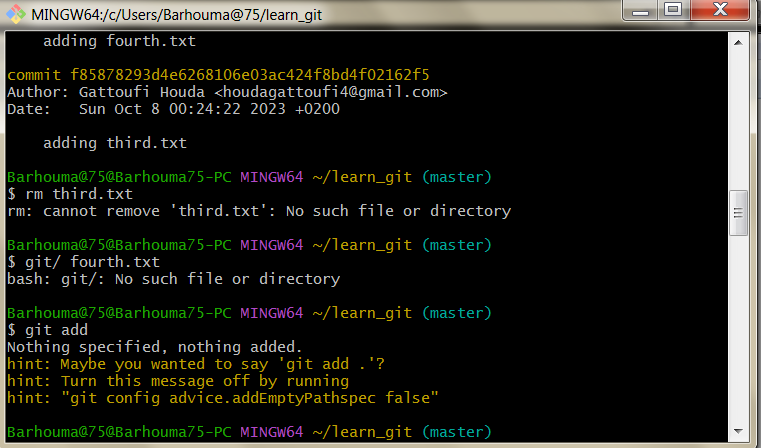 MINGW64:/c/Users/Barhouma@75/learn_git
adding fourth.txt
commit f85878293d4e6268106e03ac424f8bd4f02162f5
Author: Gattoufi Houda <houdagattoufi4@gmail.com>
Date:   Sun Oct 8 00:24:22 2023 +0200
adding third.txt
Barhouma@75@Barhouma75-PC MINGW64 ~/learn_git (master)
$ rm third.txt
rm: cannot remove 'third.txt': No such file or directory
Barhouma@75@Barhouma75-PC MINGW64 ~/learn_git (master)
$ git/ fourth.txt
bash: git/: No such file or directory
Barhouma@75@Barhouma75-PC MINGW64 ~/learn_git (master)
$ git add
Nothing specified, nothing added.
hint: Maybe you wanted to say 'git add .'?
hint: Turn this message off by running
hint: "git config advice.addEmptyPathspec false"
Barhouma@75@Barhouma75-PC MINGW64 ~/learn_git (master)